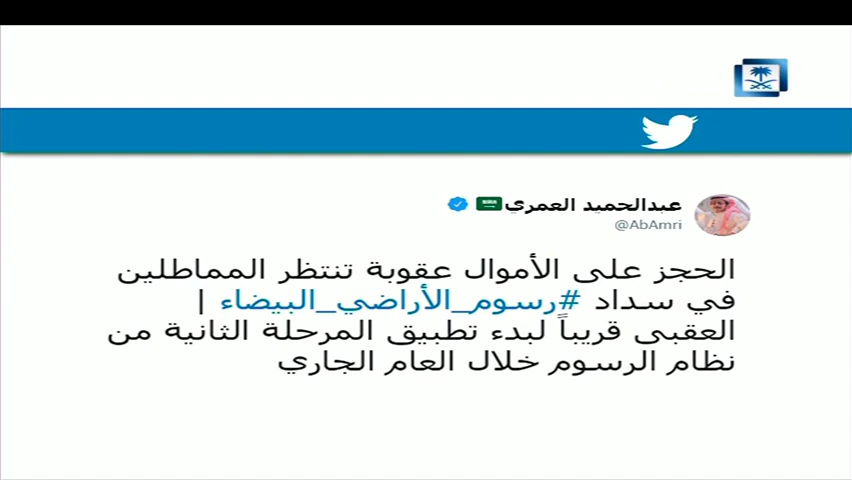 عبدالحميد العمري
@AbAmri
الحجز على الأموال عقوبة تنتظر المماطلين
في سداد #رسوم_الأراضي_البيضاء |
العقبى قريباً لبدء تطبيق المرحلة الثانية من
نظام الرسوم خلال العام الجاري